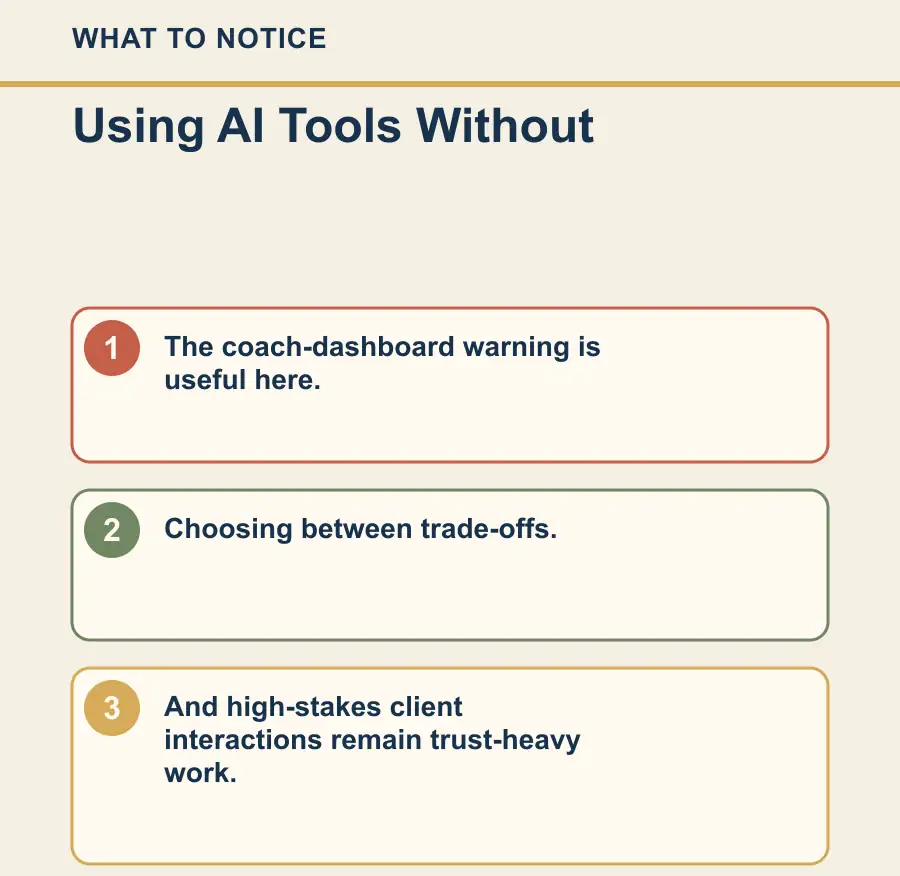 WHAT TO NOTICE
Using AI Tools Without
1
The coach-dashboard warning is
useful here.
2
Choosing between trade-offs.
3
And high-stakes client
interactions remain trust-heavy
work.